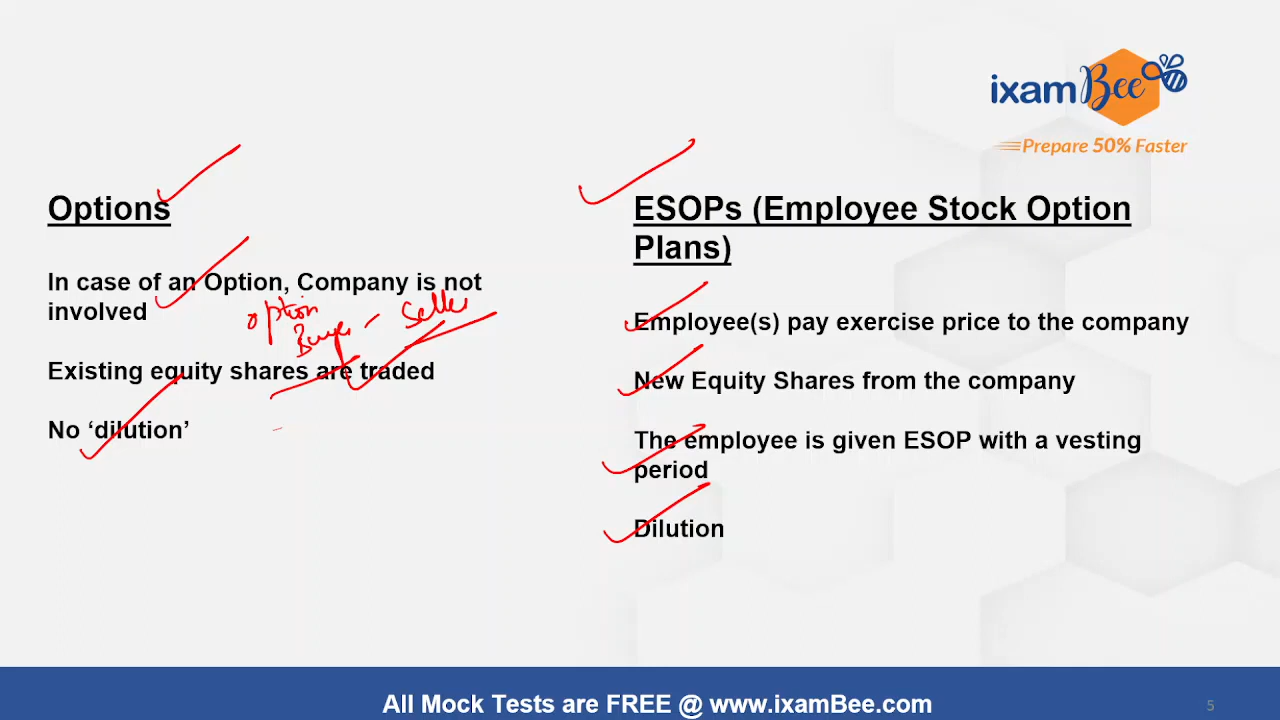 ixamBee
Prepare 50% Faster
Options
In case of an Option, Company is not
involved
option
Buyer - Seller
Existing equity shares are traded
No ‘dilution’
ESOPs (Employee Stock Option
Plans)
Employee(s) pay exercise price to the company
New Equity Shares from the company
The employee is given ESOP with a vesting
period
Dilution
All Mock Tests are FREE @ www.ixamBee.com
5